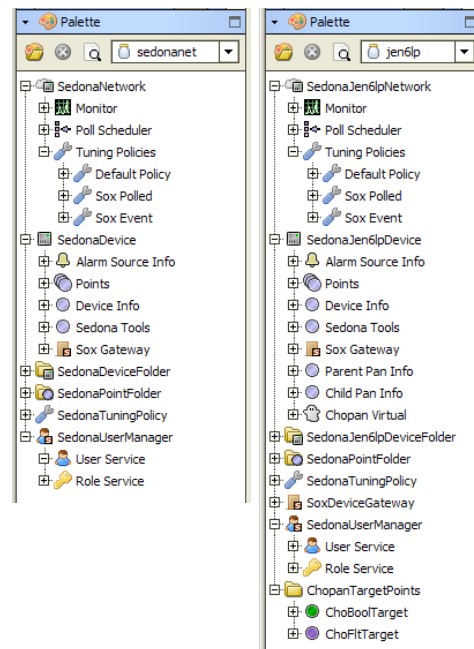 Palette
sedonanet
SedonaNetwork
Monitor
Poll Scheduler
Tuning Policies
Default Policy
Sox Polled
Sox Event
SedonaDevice
Alarm Source Info
Points
Device Info
Sedona Tools
Sox Gateway
SedonaDeviceFolder
SedonaPointFolder
SedonaTuningPolicy
SedonaUserManager
User Service
Role Service
Palette
jen6lp
SedonaJen6lpNetwork
Monitor
Poll Scheduler
Tuning Policies
Default Policy
Sox Polled
Sox Event
SedonaJen6lpDevice
Alarm Source Info
Points
Device Info
Sedona Tools
Sox Gateway
Parent Pan Info
Child Pan Info
Chopan Virtual
SedonaJen6lpDeviceFolder
SedonaPointFolder
SedonaTuningPolicy
SoxDeviceGateway
SedonaUserManager
User Service
Role Service
ChopanTargetPoints
ChoBoolTarget
ChoFltTarget